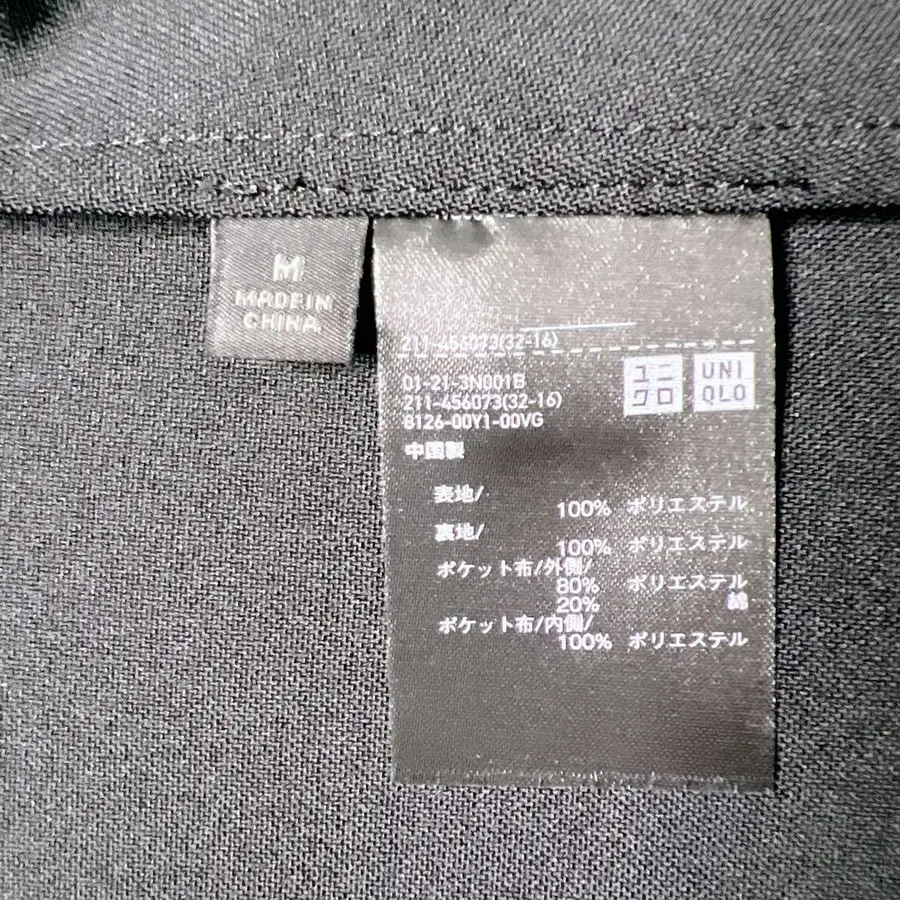 M
MADE IN
CHINA
211-456073(32-16)
ユニクロ
UNIQLO
01-21-3N001B
211-456073(32-16)
8126-00Y1-00VG
中国製
表地/
100% ポリエステル
裏地/
100% ポリエステル
ポケット布/外側/
80% ポリエステル
20% 綿
ポケット布/内側/
100% ポリエステル